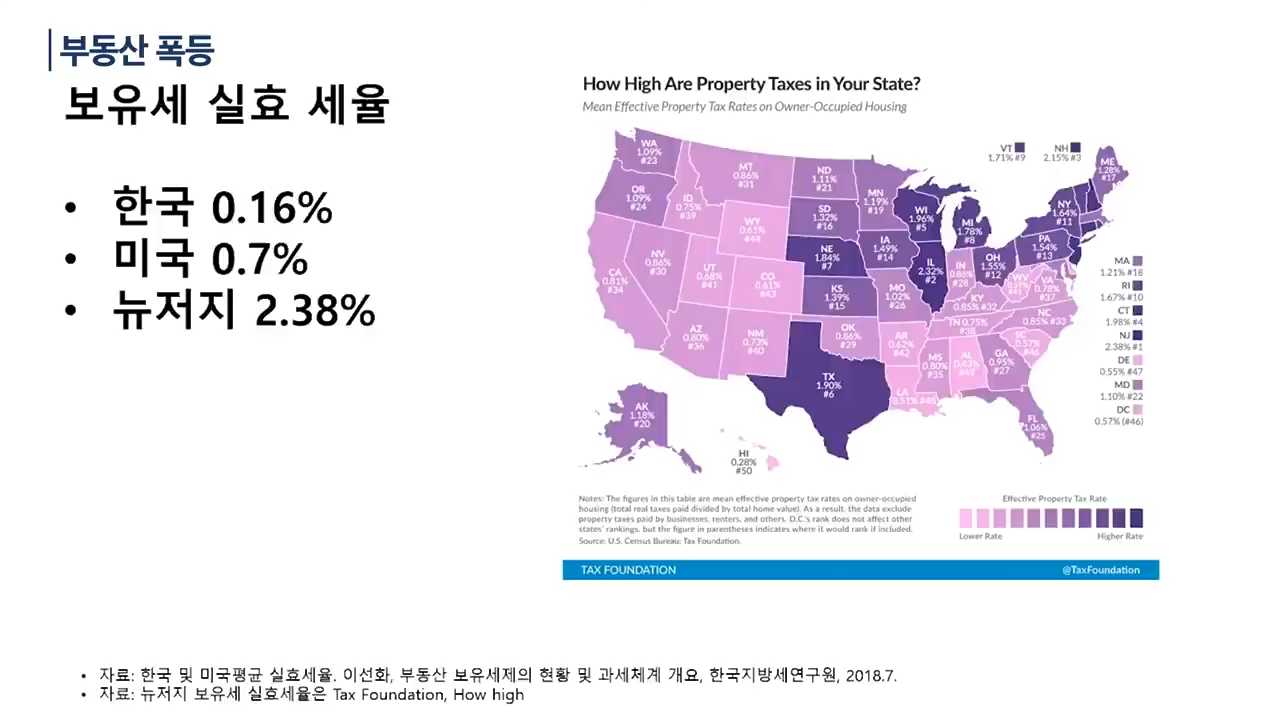 부동산 폭등
보유세 실효 세율
• 한국 0.16%
• 미국 0.7%
• 뉴저지 2.38%
How High Are Property Taxes in Your State?
Mean Effective Property Tax Rates on Owner-Occupied Housing
WA
1.09%
#23
OR
1.09%
#24
CA
0.81%
#34
ID
0.75%
#39
NV
0.86%
#30
MT
0.86%
#31
WY
0.61%
#44
UT
0.68%
#41
CO
0.61%
#43
AZ
0.80%
#36
NM
0.73%
#40
ND
1.11%
#21
SD
1.32%
#16
NE
1.84%
#7
KS
1.39%
#15
OK
0.86%
#29
TX
1.90%
#6
MN
1.19%
#19
IA
1.49%
#14
MO
1.02%
#26
AR
0.62%
#42
LA
0.51% #48
WI
1.96%
#5
IL
2.32%
#2
MI
1.78%
#8
IN
0.86%
#28
OH
1.55%
#12
KY
0.85% #32
TN 0.75%
#38
MS
0.80%
#35
AL
0.43%
#49
GA
0.95%
#27
FL
1.06%
#25
SC
0.57%
#46
NC
0.85% #33
VA
0.78%
#37
WV
PA
1.54%
#13
NY
1.64%
#11
ME
1.28%
#17
VT
1.71% #9
NH
2.15% #3
MA
1.21% #18
RI
1.67% #10
CT
1.98% #4
NJ
2.38% #1
DE
0.55% #47
MD
1.10% #22
DC
0.57% (#46)
AK
1.18%
#20
HI
0.28%
#50
Notes: The figures in this table are mean effective property tax rates on owner-occupied
housing (total real taxes paid divided by total home value). As a result, the data exclude
property taxes paid by businesses, renters, and others. D.C.'s rank does not affect other
states' rankings, but the figure in parentheses indicates where it would rank if included.
Source: U.S. Census Bureau; Tax Foundation.
Effective Property Tax Rate
Lower Rate Higher Rate
TAX FOUNDATION @TaxFoundation
• 자료: 한국 및 미국평균 실효세율. 이선화, 부동산 보유세제의 현황 및 과세체계 개요, 한국지방세연구원, 2018.7.
• 자료: 뉴저지 보유세 실효세율은 Tax Foundation, How high